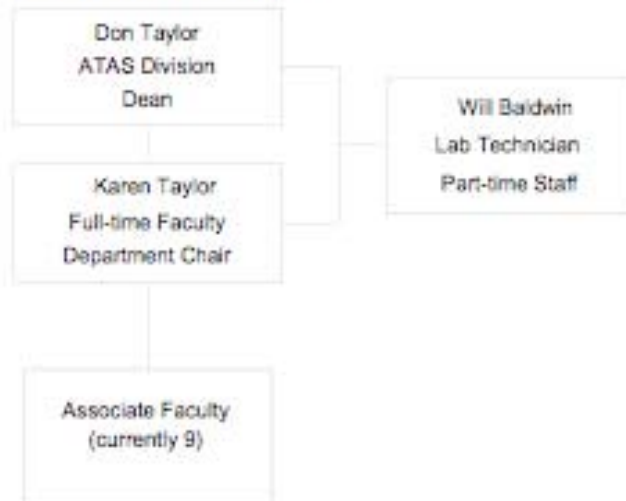 Don Taylor
ATAS Division
Dean
Will Baldwin
Lab Technician
Part-time Staff
Karen Taylor
Full-time Faculty
Department Chair
Associate Faculty
(currently 9)